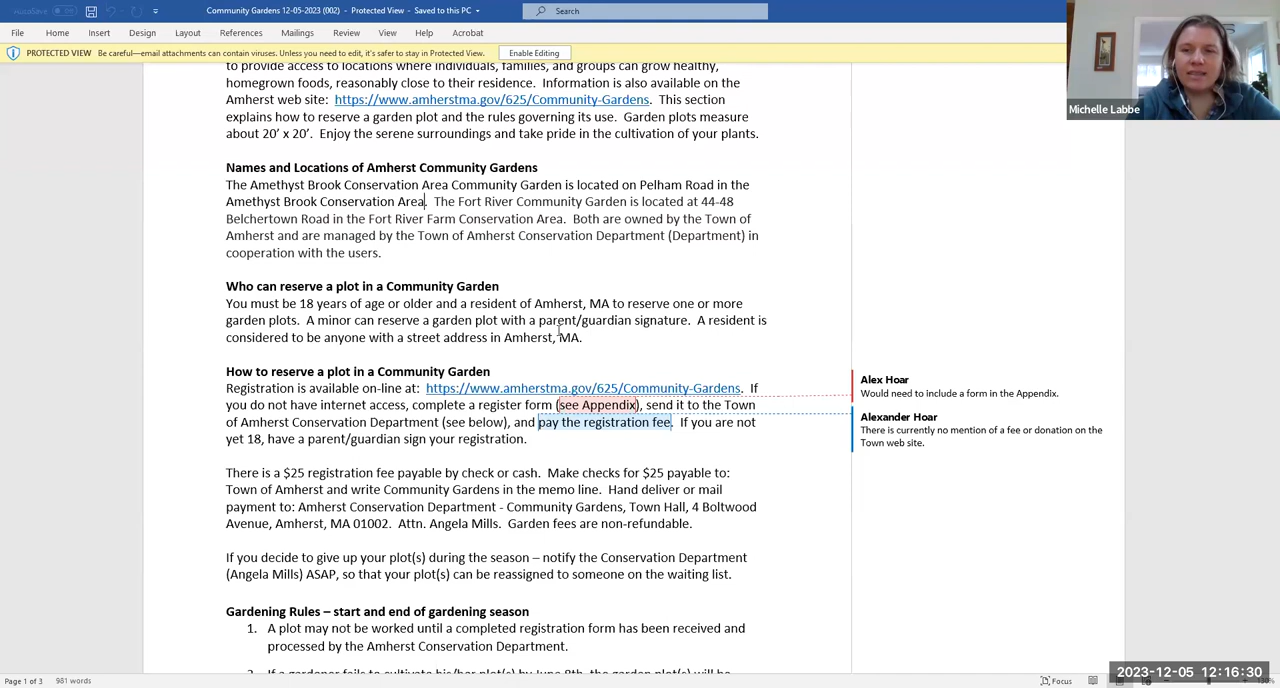 Community Gardens 12-05-2023 (002) - Protected View - Saved to this PC
Search
File Home Insert Design Layout References Mailings Review View Help Acrobat
PROTECTED VIEW Be careful—email attachments can contain viruses. Unless you need to edit, it's safer to stay in Protected View. Enable Editing
Michelle Labbe
to provide access to locations where individuals, families, and groups can grow healthy,
homegrown foods, reasonably close to their residence. Information is also available on the
Amherst web site: https://www.amherstma.gov/625/Community-Gardens. This section
explains how to reserve a garden plot and the rules governing its use. Garden plots measure
about 20' x 20'. Enjoy the serene surroundings and take pride in the cultivation of your plants.
Names and Locations of Amherst Community Gardens
The Amethyst Brook Conservation Area Community Garden is located on Pelham Road in the
Amethyst Brook Conservation Area. The Fort River Community Garden is located at 44-48
Belchertown Road in the Fort River Farm Conservation Area. Both are owned by the Town of
Amherst and are managed by the Town of Amherst Conservation Department (Department) in
cooperation with the users.
Who can reserve a plot in a Community Garden
You must be 18 years of age or older and a resident of Amherst, MA to reserve one or more
garden plots. A minor can reserve a garden plot with a parent/guardian signature. A resident is
considered to be anyone with a street address in Amherst, MA.
How to reserve a plot in a Community Garden
Registration is available on-line at: https://www.amherstma.gov/625/Community-Gardens. If
you do not have internet access, complete a register form (see Appendix), send it to the Town
of Amherst Conservation Department (see below), and pay the registration fee. If you are not
yet 18, have a parent/guardian sign your registration.
Alex Hoar
Would need to include a form in the Appendix.
Alexander Hoar
There is currently no mention of a fee or donation on the
Town web site.
There is a $25 registration fee payable by check or cash. Make checks for $25 payable to:
Town of Amherst and write Community Gardens in the memo line. Hand deliver or mail
payment to: Amherst Conservation Department - Community Gardens, Town Hall, 4 Boltwood
Avenue, Amherst, MA 01002. Attn. Angela Mills. Garden fees are non-refundable.
If you decide to give up your plot(s) during the season – notify the Conservation Department
(Angela Mills) ASAP, so that your plot(s) can be reassigned to someone on the waiting list.
Gardening Rules – start and end of gardening season
1. A plot may not be worked until a completed registration form has been received and
processed by the Amherst Conservation Department.
Page 1 of 3 981 words
Focus
2023-12-05 12:16:30